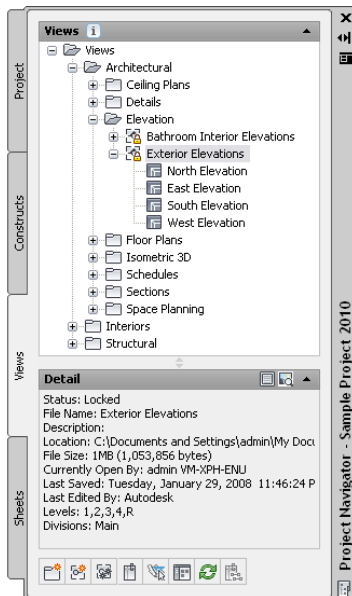 Views
Views
Architectural
Ceiling Plans
Details
Elevation
Bathroom Interior Elevations
Exterior Elevations
North Elevation
East Elevation
South Elevation
West Elevation
Floor Plans
Isometric 3D
Schedules
Sections
Space Planning
Interiors
Structural
Detail
Status: Locked
File Name: Exterior Elevations
Description:
Location: C:\Documents and Settings\admin\My Docu
File Size: 1MB (1,053,856 bytes)
Currently Open By: admin VM-XPH-ENU
Last Saved: Tuesday, January 29, 2008 11:46:24 P
Last Edited By: Autodesk
Levels: 1,2,3,4,R
Divisions: Main
Project
Constructs
Views
Sheets
Project Navigator - Sample Project 2010